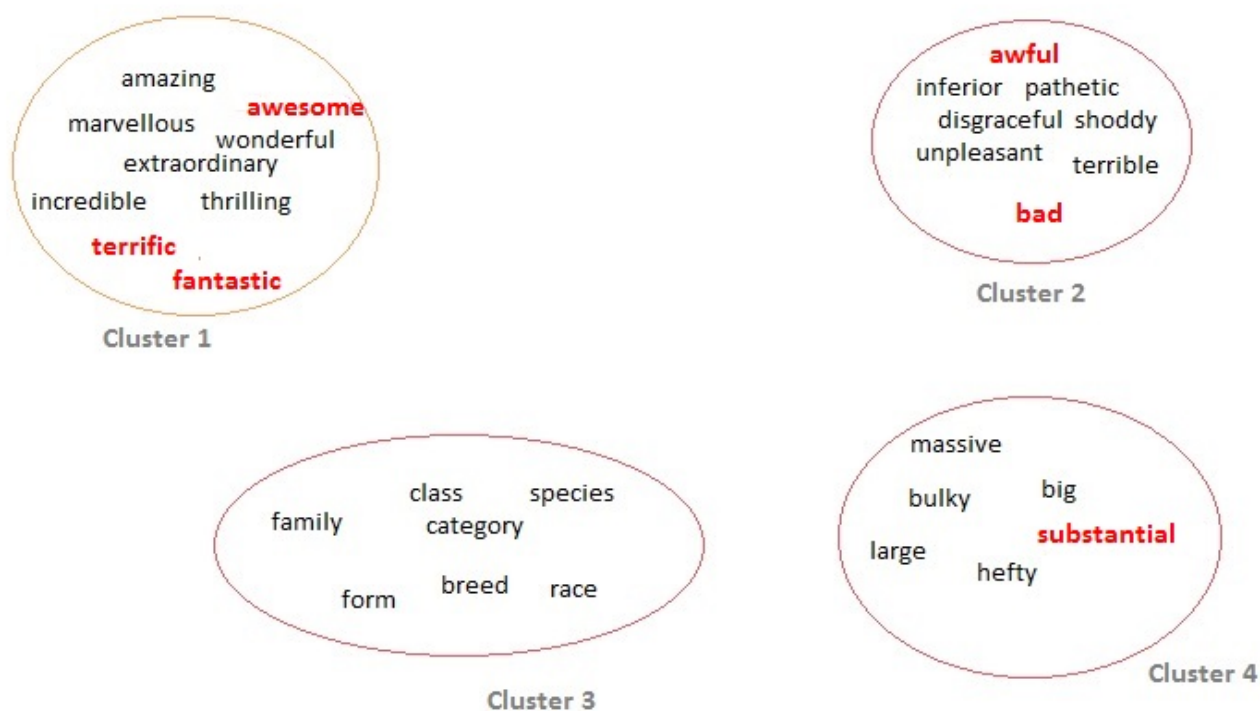 amazing
awesome
marvellous
wonderful
extraordinary
incredible thrilling
terrific
fantastic
Cluster 1
awful
inferior pathetic
disgraceful shoddy
unpleasant
terrible
bad
Cluster 2
class species
family
category
breed race
form
Cluster 3
massive
big
bulky
substantial
large
hefty
Cluster 4